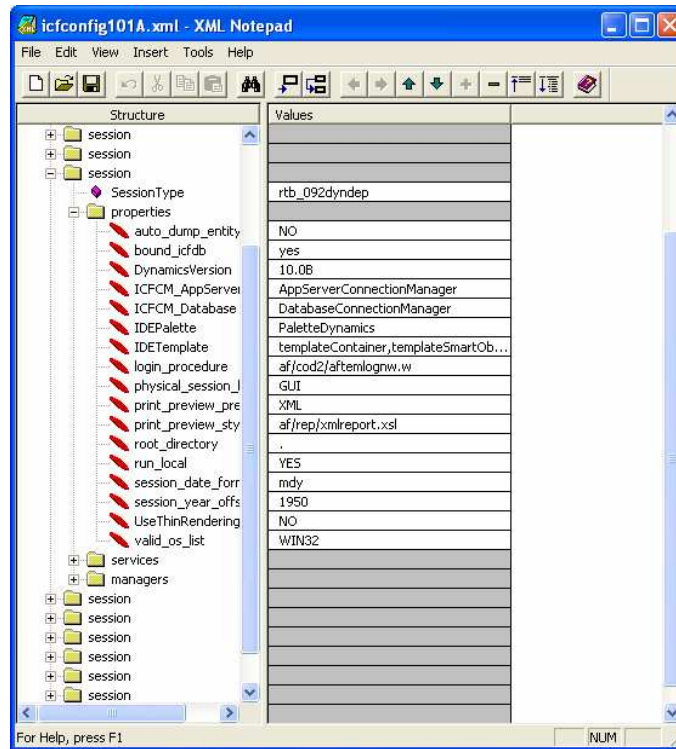 icfconfig101A.xml - XML Notepad
File Edit View Insert Tools Help
Structure Values
session
session
session
SessionType rtb_092dyndep
properties
auto_dump_entity NO
bound_icfdb yes
DynamicsVersion 10.0B
ICFCM_AppServer AppServerConnectionManager
ICFCM_Database DatabaseConnectionManager
IDEPalette PaletteDynamics
IDETemplate templateContainer,templateSmartOb...
login_procedure af/cod2/aftemlognw.w
physical_session_l GUI
print_preview_pre XML
print_preview_sty af/rep/xmlreport.xsl
root_directory .
run_local YES
session_date_forr mdy
session_year_offs 1950
UseThinRendering NO
valid_os_list WIN32
services
managers
session
session
session
session
session
session
For Help, press F1 NUM